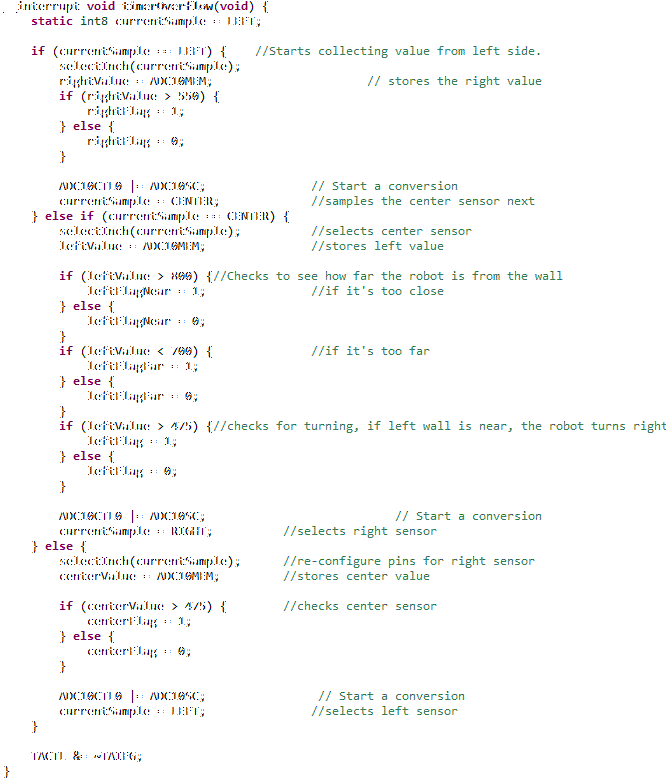 __interrupt void timerOverflow(void) {
    static int8 currentSample = LEFT;

    if (currentSample == LEFT) {    //Starts collecting value from left side.
        selectInch(currentSample);
        rightValue = ADC10MEM;                       // stores the right value
        if (rightValue > 550) {
            rightFlag = 1;
        } else {
            rightFlag = 0;
        }

        ADC10CTL0 |= ADC10SC;               // Start a conversion
        currentSample = CENTER;             //samples the center sensor next
    } else if (currentSample == CENTER) {
        selectInch(currentSample);          //selects center sensor
        leftValue = ADC10MEM;               //stores left value

        if (leftValue > 800) {//Checks to see how far the robot is from the wall
            leftFlagNear = 1;               //if it's too close
        } else {
            leftFlagNear = 0;
        }
        if (leftValue < 700) {              //if it's too far
            leftFlagFar = 1;
        } else {
            leftFlagFar = 0;
        }
        if (leftValue > 475) {//checks for turning, if left wall is near, the robot turns right
            leftFlag = 1;
        } else {
            leftFlag = 0;
        }

        ADC10CTL0 |= ADC10SC;                           // Start a conversion
        currentSample = RIGHT;          //selects right sensor
    } else {
        selectInch(currentSample);      //re-configure pins for right sensor
        centerValue = ADC10MEM;         //stores center value

        if (centerValue > 475) {        //checks center sensor
            centerFlag = 1;
        } else {
            centerFlag = 0;
        }

        ADC10CTL0 |= ADC10SC;                // Start a conversion
        currentSample = LEFT;               //selects left sensor
    }

    TACTL &= ~TAIFG;
}